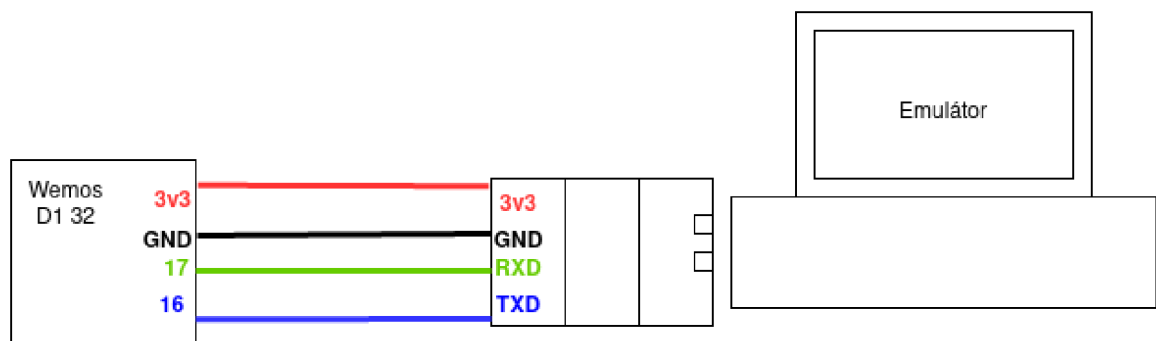 Emulátor
Wemos
D1 32
3v3
GND
17
16
3v3
GND
RXD
TXD